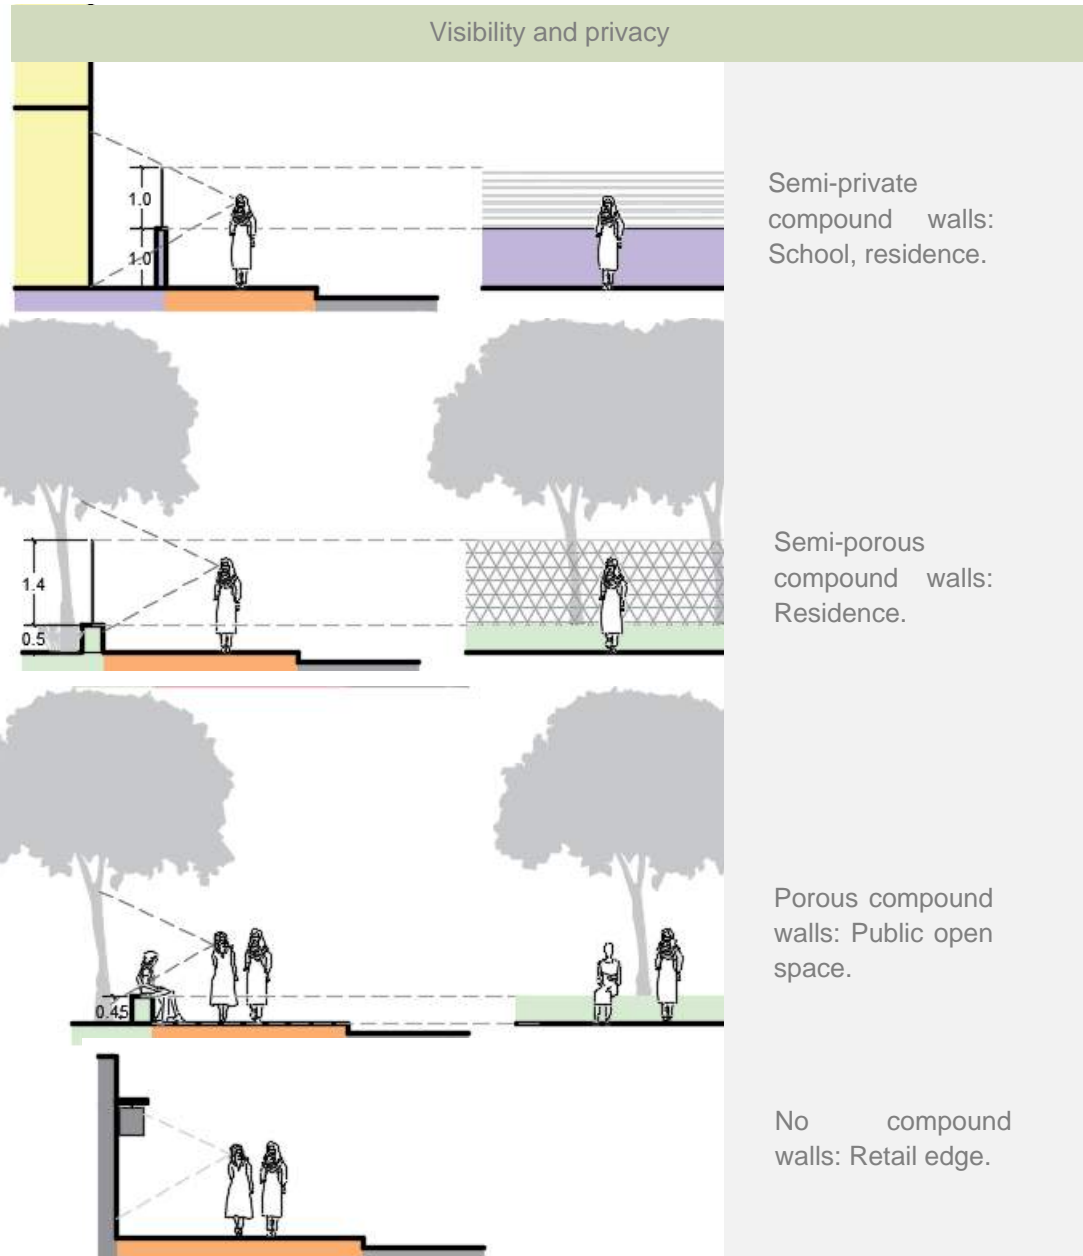 Visibility and privacy
1.0
1.0
Semi-private
compound walls:
School, residence.
1.4
0.5
Semi-porous
compound walls:
Residence.
0.45
Porous compound
walls: Public open
space.
No compound
walls: Retail edge.